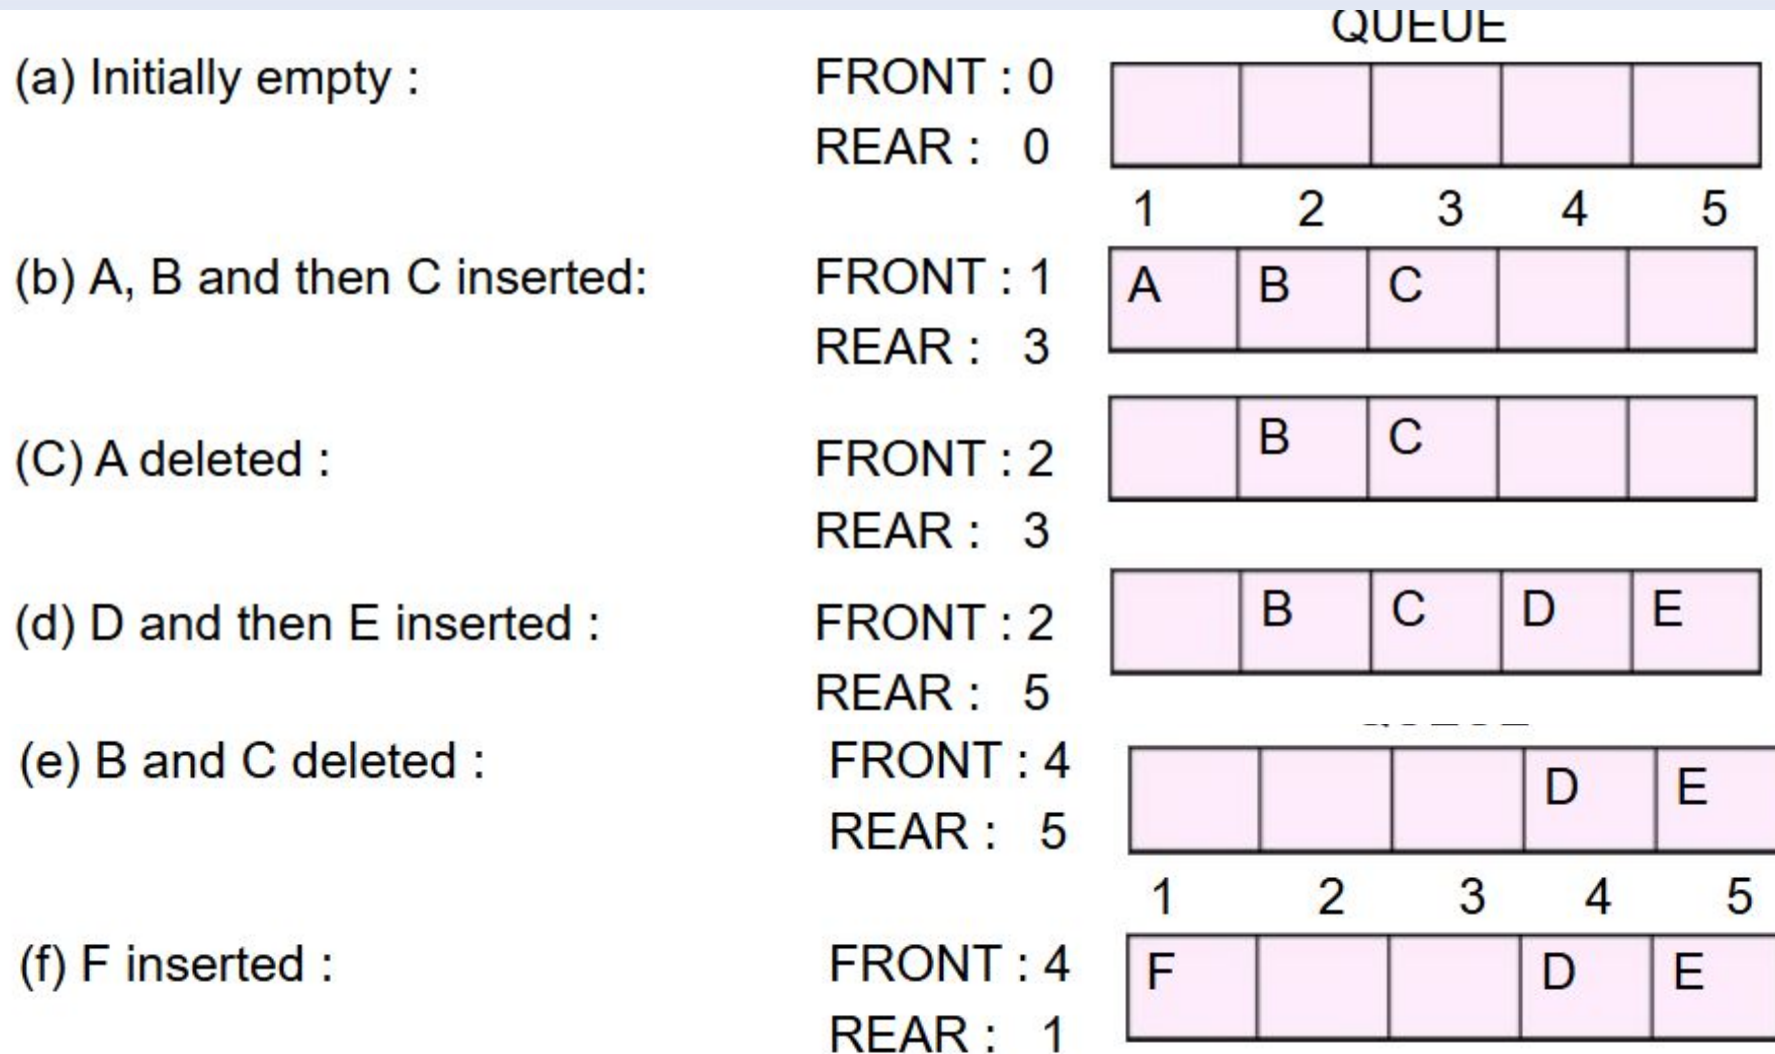 QUEUE
(a) Initially empty : FRONT : 0
REAR : 0
1 2 3 4 5
(b) A, B and then C inserted: FRONT : 1 A B C
REAR : 3
(C) A deleted : FRONT : 2 B C
REAR : 3
(d) D and then E inserted : FRONT : 2 B C D E
REAR : 5
(e) B and C deleted : FRONT : 4 D E
REAR : 5
1 2 3 4 5
(f) F inserted : FRONT : 4 F D E
REAR : 1